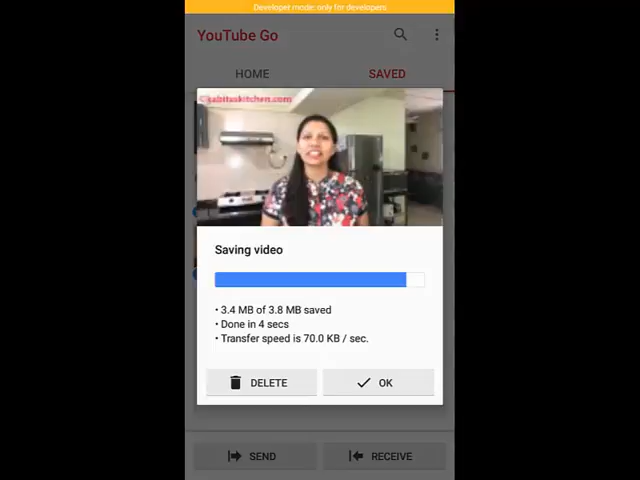 Developer mode: only for developers
YouTube Go
HOME
SAVED
©kabitaskitchen.com
Saving video
• 3.4 MB of 3.8 MB saved
• Done in 4 secs
• Transfer speed is 70.0 KB / sec.
DELETE
OK
SEND
RECEIVE